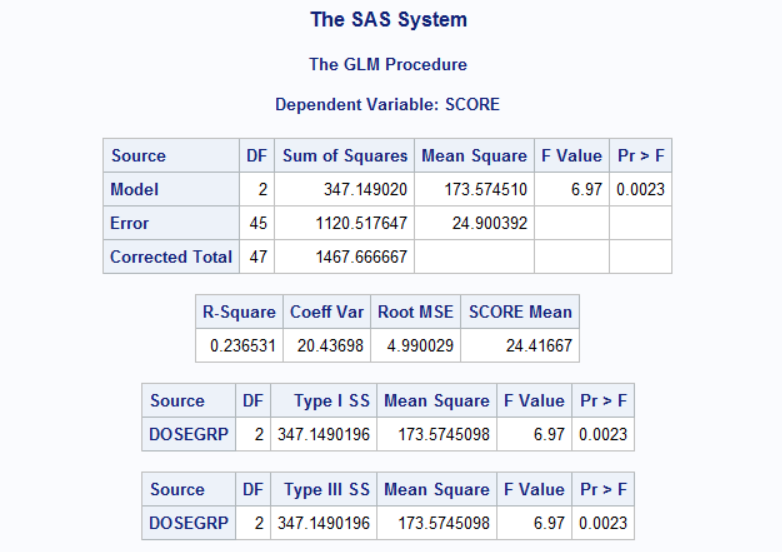 The SAS System
The GLM Procedure
Dependent Variable: SCORE
Source DF Sum of Squares Mean Square F Value Pr > F
Model 2 347.149020 173.574510 6.97 0.0023
Error 45 1120.517647 24.900392
Corrected Total 47 1467.666667
R-Square Coeff Var Root MSE SCORE Mean
0.236531 20.43698 4.990029 24.41667
Source DF Type I SS Mean Square F Value Pr > F
DOSEGRP 2 347.1490196 173.5745098 6.97 0.0023
Source DF Type III SS Mean Square F Value Pr > F
DOSEGRP 2 347.1490196 173.5745098 6.97 0.0023